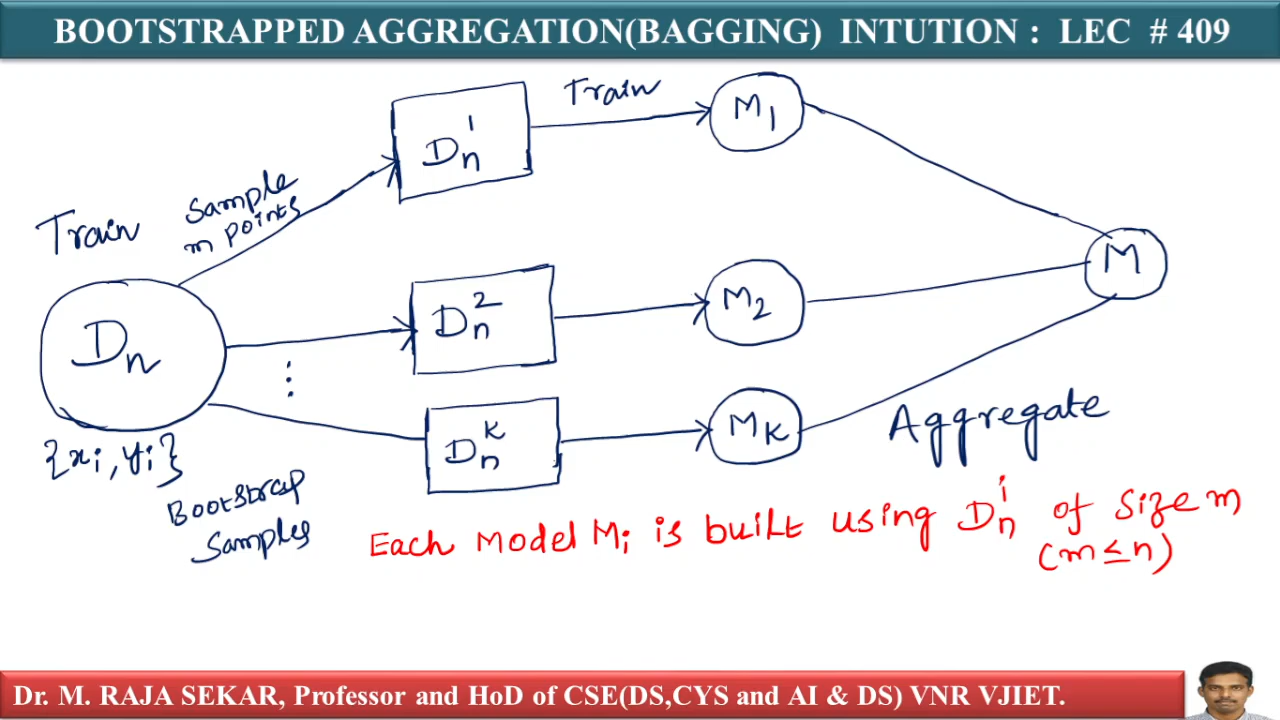 BOOTSTRAPPED AGGREGATION(BAGGING) INTUTION : LEC # 409
Train
Sample
m points
Dₙ
{xᵢ, yᵢ}
Bootstrap
Samples
Dₙ¹
Train
M₁
Dₙ²
M₂
⋮
Dₙᴷ
M_K
M
Aggregate
Each Model Mᵢ is built using Dₙⁱ of Size m
(m ≤ n)
Dr. M. RAJA SEKAR, Professor and HoD of CSE(DS,CYS and AI & DS) VNR VJIET.